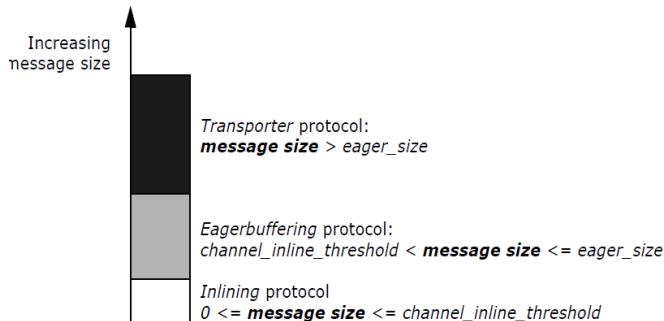 Increasing
message size
Transporter protocol:
message size > eager_size
Eagerbuffering protocol:
channel_inline_threshold < message size <= eager_size
Inlining protocol
0 <= message size <= channel_inline_threshold